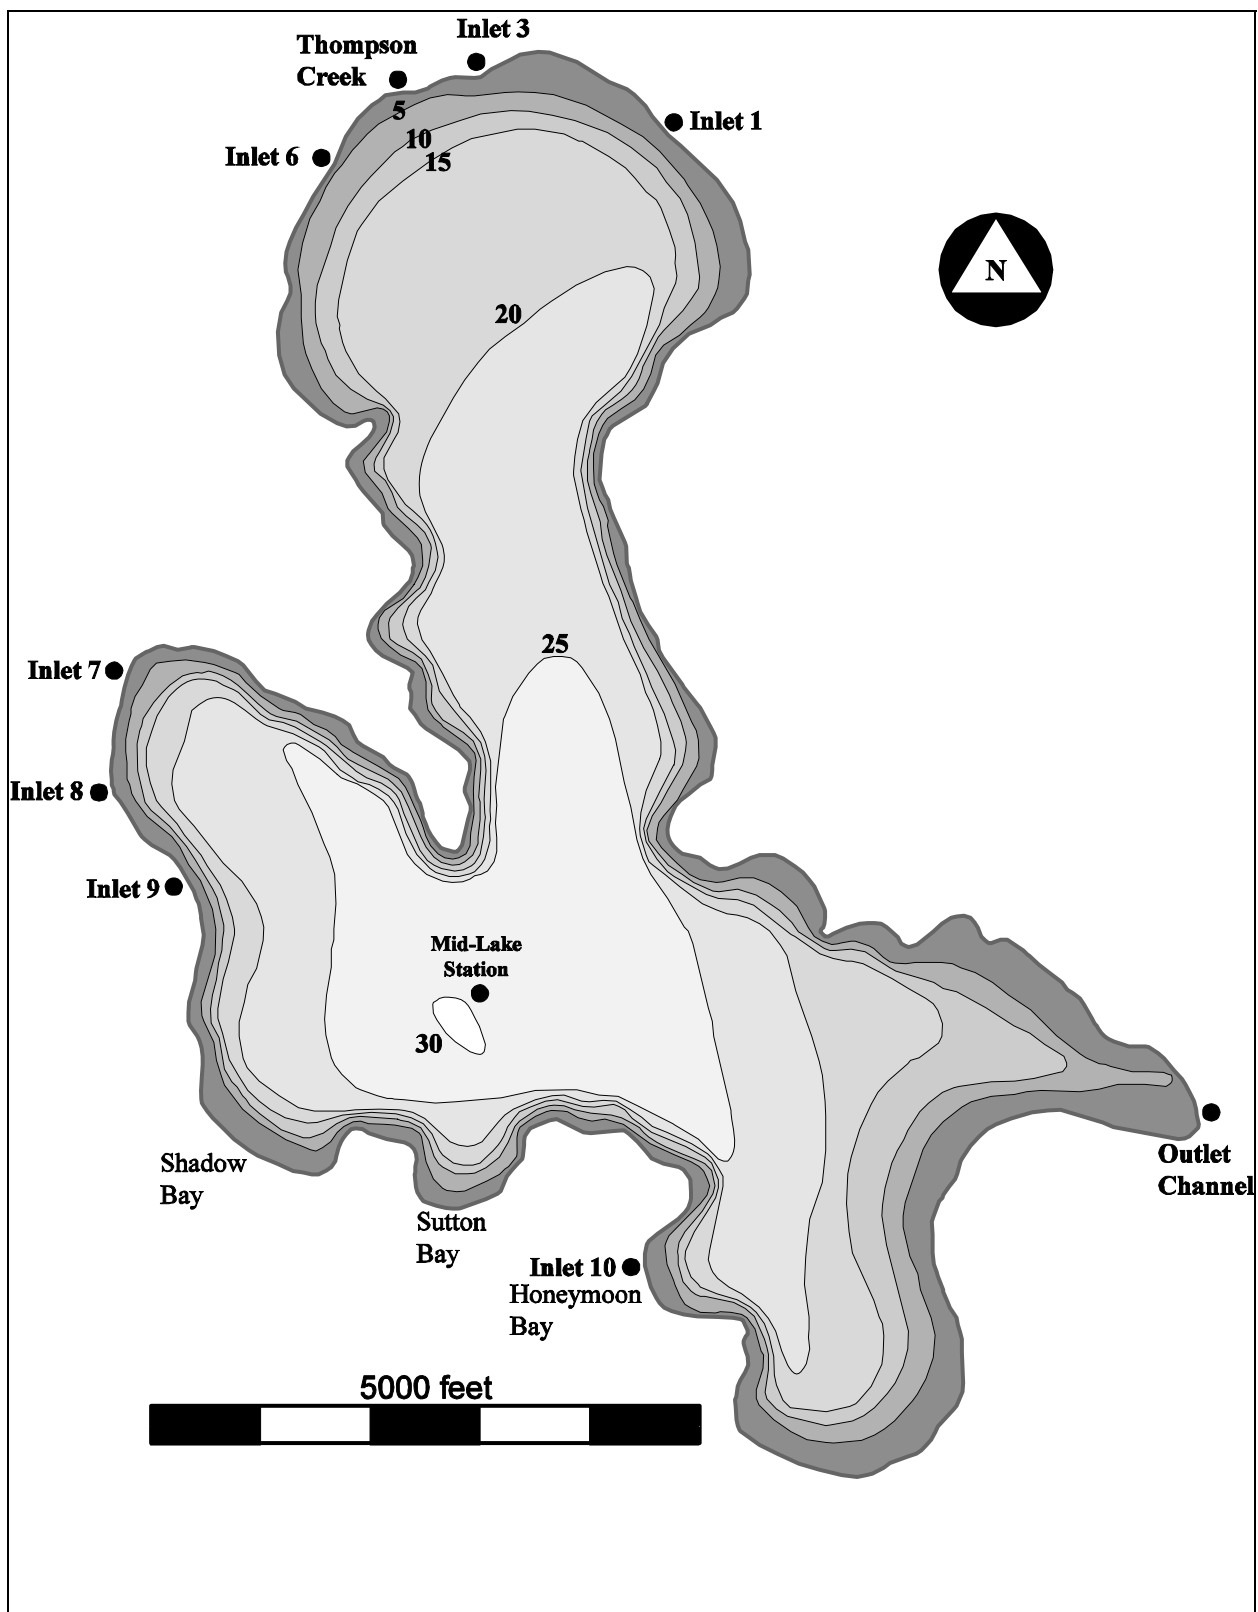 Inlet 3
Thompson
Creek
5
Inlet 1
10
Inlet 6
15
N
20
25
Inlet 7
Inlet 8
Inlet 9
Mid-Lake
Station
30
Outlet
Channel
Shadow
Bay
Sutton
Bay
Inlet 10
Honeymoon
Bay
5000 feet